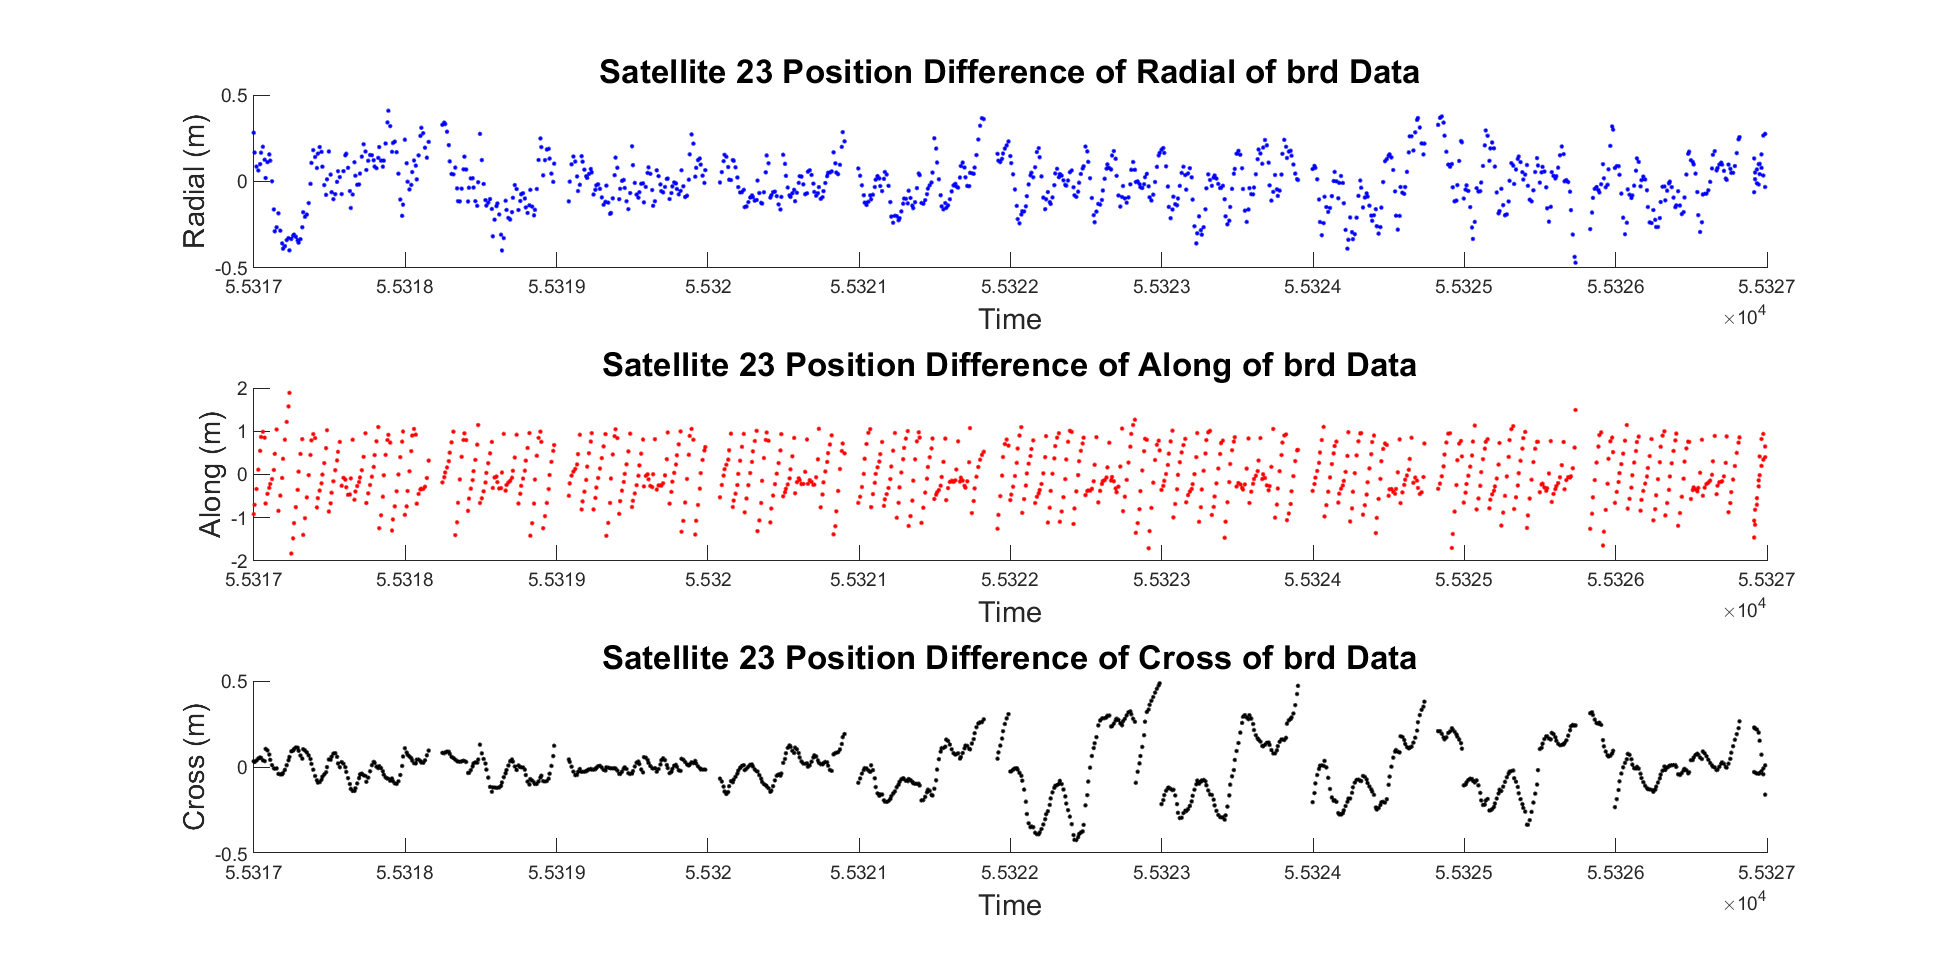 Satellite 23 Position Difference of Radial of brd Data
0.5
0
-0.5
Radial (m)
5.5317 5.5318 5.5319 5.532 5.5321 5.5322 5.5323 5.5324 5.5325 5.5326 5.5327
Time
×10^4
Satellite 23 Position Difference of Along of brd Data
2
1
0
-1
-2
Along (m)
5.5317 5.5318 5.5319 5.532 5.5321 5.5322 5.5323 5.5324 5.5325 5.5326 5.5327
Time
×10^4
Satellite 23 Position Difference of Cross of brd Data
0.5
0
-0.5
Cross (m)
5.5317 5.5318 5.5319 5.532 5.5321 5.5322 5.5323 5.5324 5.5325 5.5326 5.5327
Time
×10^4